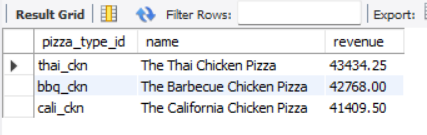 Result Grid Filter Rows: Export:
pizza_type_id name revenue
thai_ckn The Thai Chicken Pizza 43434.25
bbq_ckn The Barbecue Chicken Pizza 42768.00
cali_ckn The California Chicken Pizza 41409.50